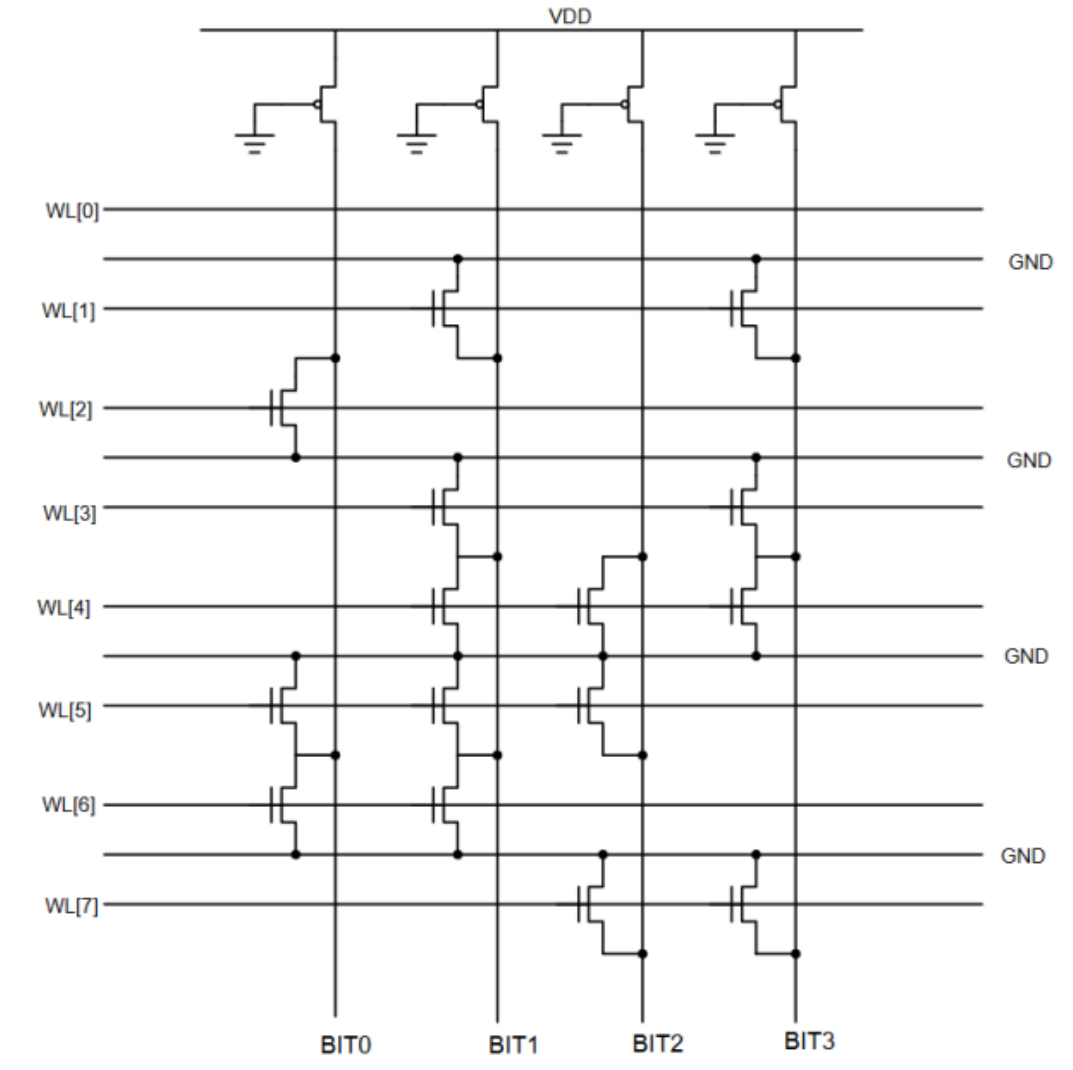 VDD
WL[0]
GND
WL[1]
WL[2]
GND
WL[3]
WL[4]
GND
WL[5]
WL[6]
GND
WL[7]
BIT0 BIT1 BIT2 BIT3